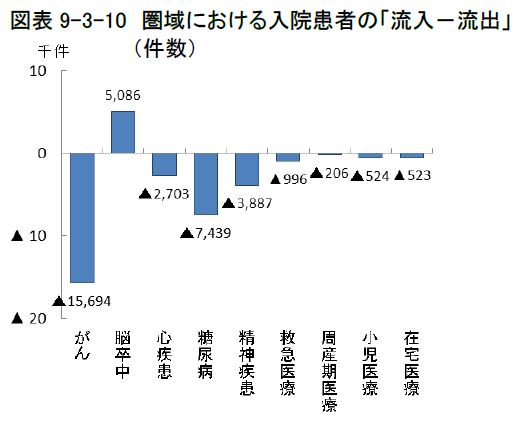 図表 9-3-10 圏域における入院患者の「流入－流出」
（件数）
千件
10
5,086
0
▲996
▲206
▲524
▲523
▲2,703
▲3,887
▲7,439
▲ 10
▲15,694
▲ 20
がん
脳卒中
心疾患
糖尿病
精神疾患
救急医療
周産期医療
小児医療
在宅医療